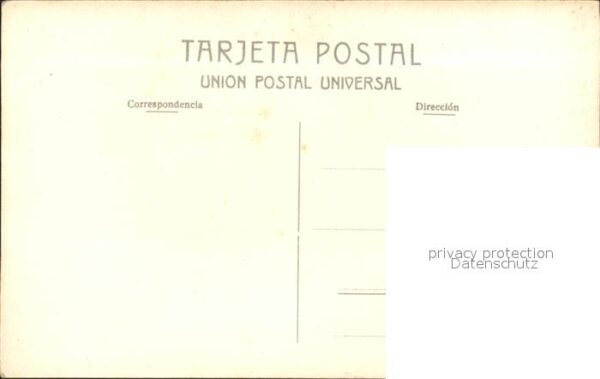 TARJETA POSTAL
UNION POSTAL UNIVERSAL
Correspondencia
Dirección
privacy protection
Datenschutz